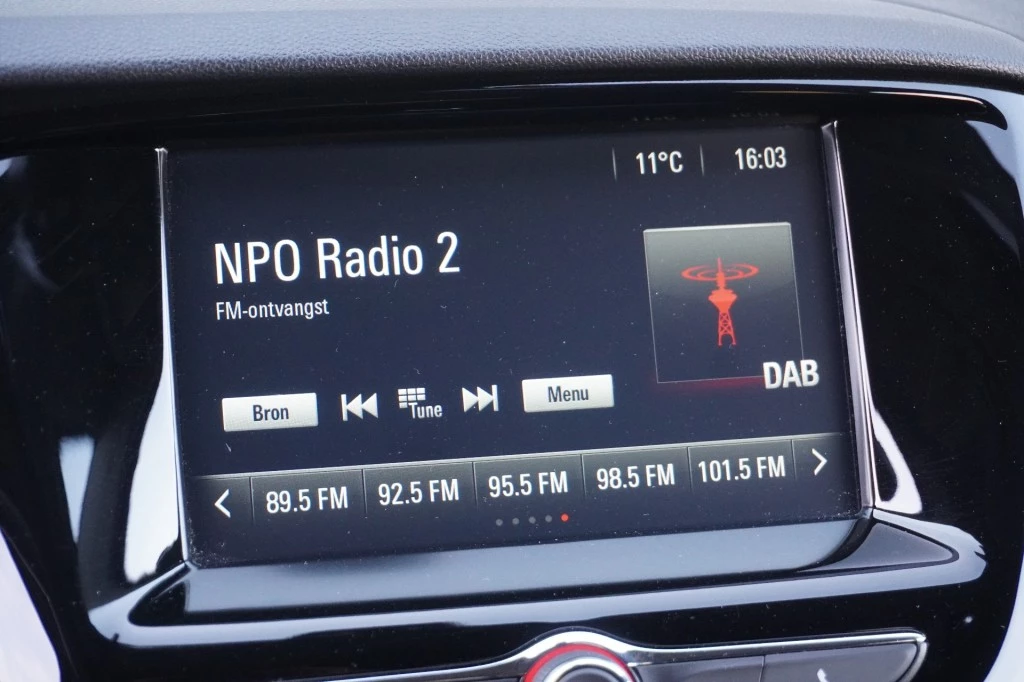 11°C 16:03
NPO Radio 2
FM-ontvangst
DAB
Bron Tune Menu
89.5 FM 92.5 FM 95.5 FM 98.5 FM 101.5 FM